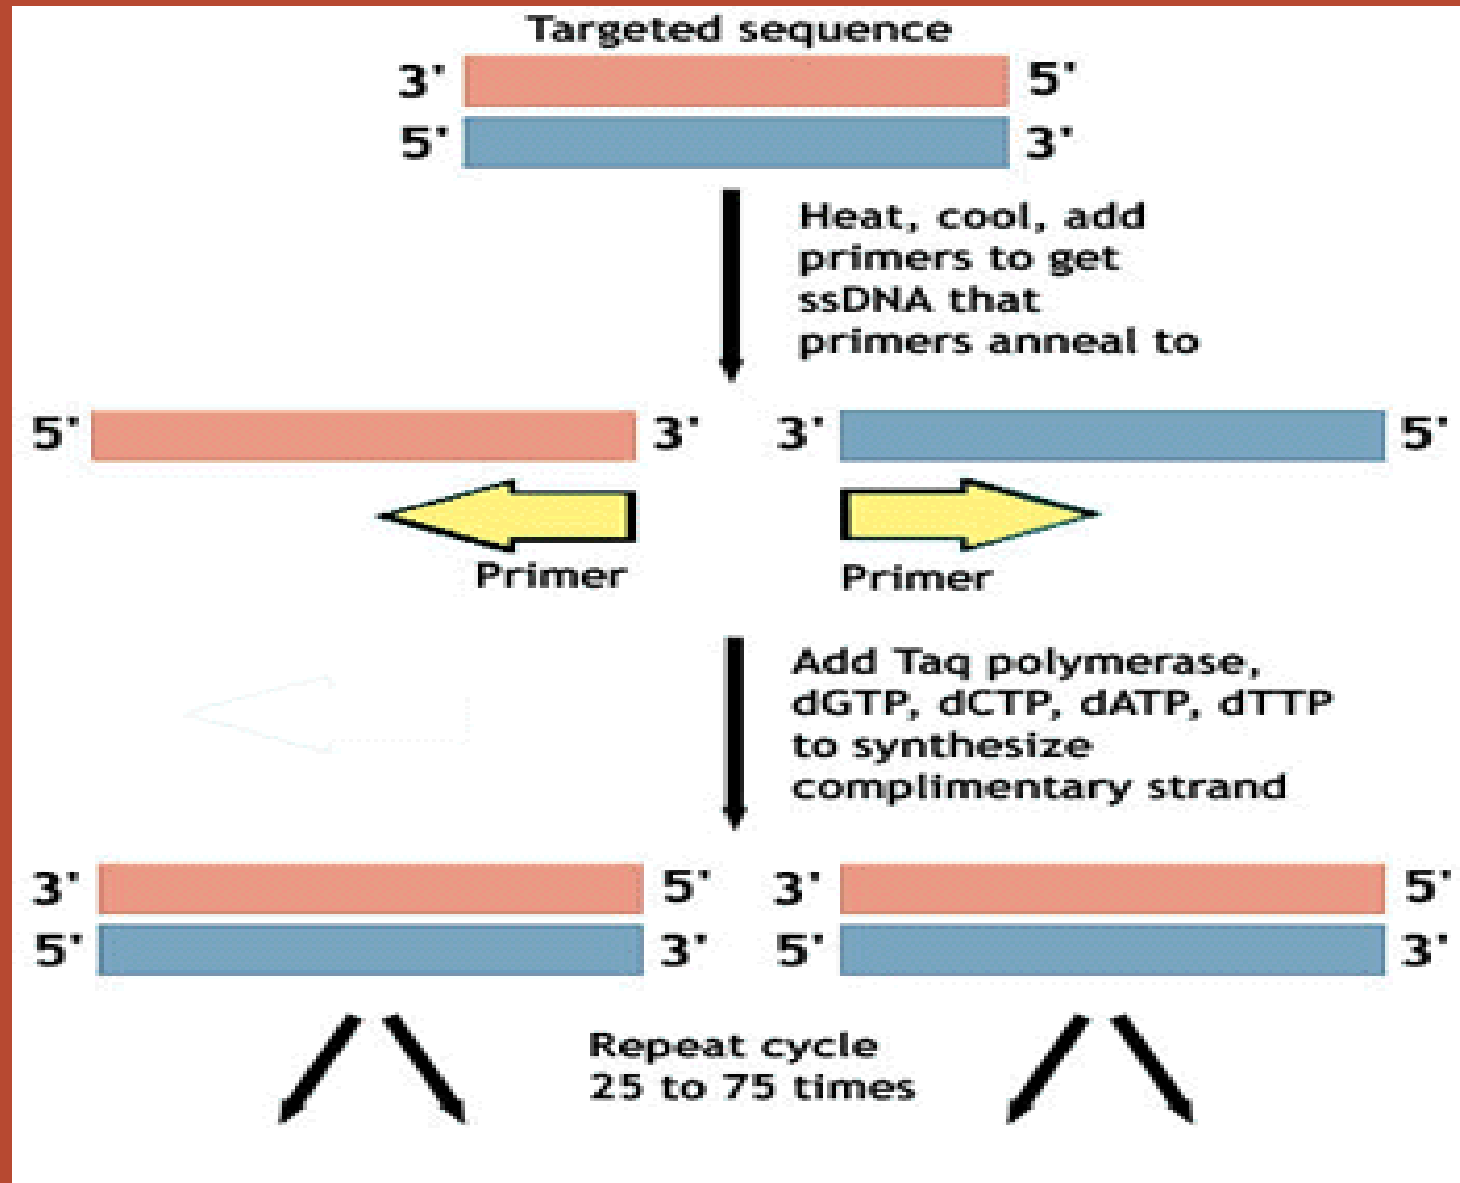 Targeted sequence
3' 5'
5' 3'
Heat, cool, add
primers to get
ssDNA that
primers anneal to
5' 3' 3' 5'
Primer Primer
Add Taq polymerase,
dGTP, dCTP, dATP, dTTP
to synthesize
complimentary strand
3' 5' 3' 5'
5' 3' 5' 3'
Repeat cycle
25 to 75 times